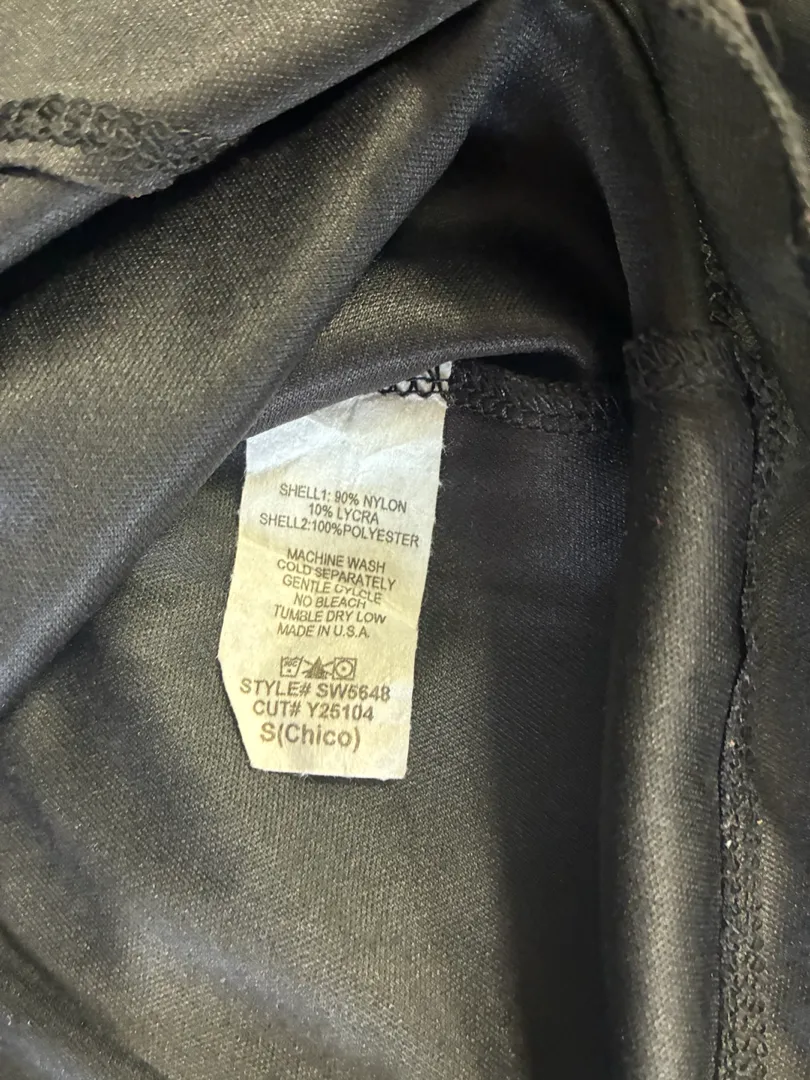 SHELL1: 90% NYLON
10% LYCRA
SHELL2:100%POLYESTER
MACHINE WASH
COLD SEPARATELY
GENTLE CYLCLE
NO BLEACH
TUMBLE DRY LOW
MADE IN U.S.A.
STYLE# SW5648
CUT# Y25104
S(Chico)